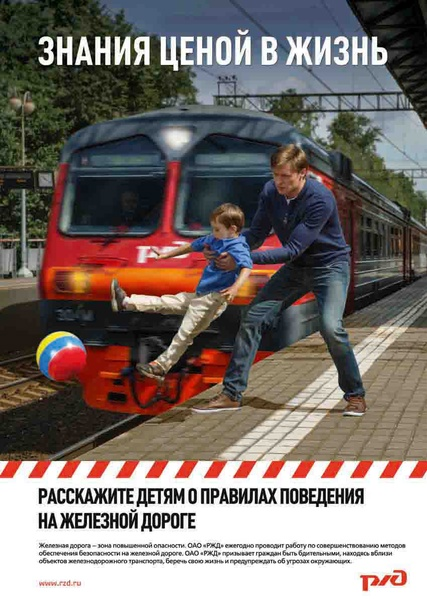 ЗНАНИЯ ЦЕНОЙ В ЖИЗНЬ
РЖД
РАССКАЖИТЕ ДЕТЯМ О ПРАВИЛАХ ПОВЕДЕНИЯ
НА ЖЕЛЕЗНОЙ ДОРОГЕ
Железная дорога – зона повышенной опасности. ОАО «РЖД» ежегодно проводит работу по совершенствованию методов
обеспечения безопасности на железной дороге. ОАО «РЖД» призывает граждан быть бдительными, находясь вблизи
объектов железнодорожного транспорта, беречь свою жизнь и предупреждать об угрозах окружающих.
www.rzd.ru
РЖД